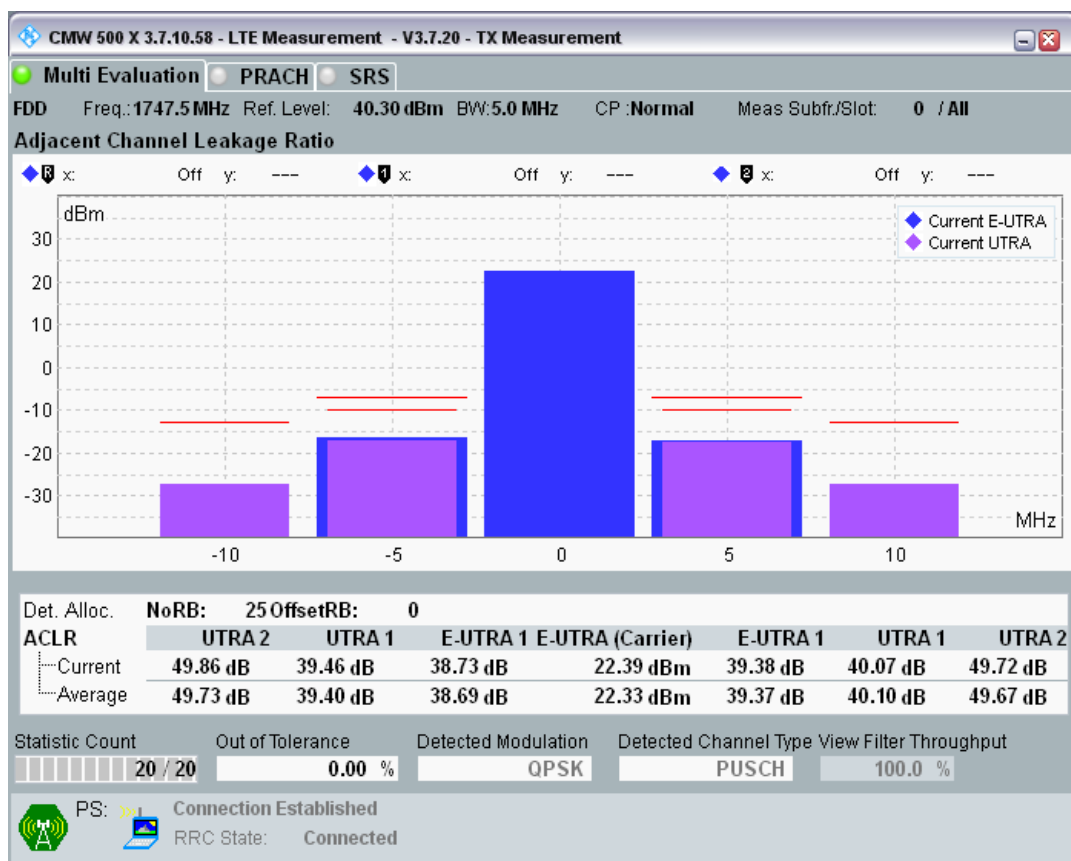 CMW 500 X 3.7.10.58 - LTE Measurement - V3.7.20 - TX Measurement
Multi Evaluation PRACH SRS
FDD Freq.: 1747.5 MHz Ref. Level: 40.30 dBm BW: 5.0 MHz CP : Normal Meas Subfr./Slot: 0 / All
Adjacent Channel Leakage Ratio
R x: Off y: --- 1 x: Off y: --- 2 x: Off y: ---
dBm
Current E-UTRA
Current UTRA
30
20
10
0
-10
-20
-30
MHz
-10 -5 0 5 10
Det. Alloc. NoRB: 25 OffsetRB: 0
ACLR UTRA 2 UTRA 1 E-UTRA 1 E-UTRA (Carrier) E-UTRA 1 UTRA 1 UTRA 2
Current 49.86 dB 39.46 dB 38.73 dB 22.39 dBm 39.38 dB 40.07 dB 49.72 dB
Average 49.73 dB 39.40 dB 38.69 dB 22.33 dBm 39.37 dB 40.10 dB 49.67 dB
Statistic Count Out of Tolerance Detected Modulation Detected Channel Type View Filter Throughput
20 / 20 0.00 % QPSK PUSCH 100.0 %
PS: Connection Established
RRC State: Connected